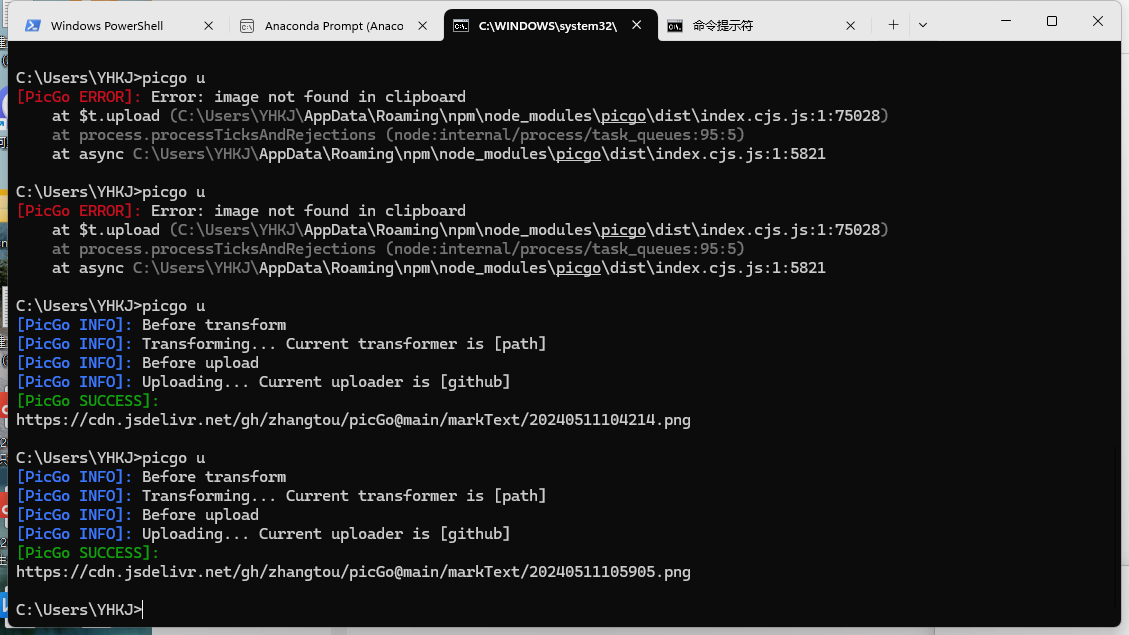 Windows PowerShell
Anaconda Prompt (Anaco
C:\WINDOWS\system32\
命令提示符
C:\Users\YHKJ>picgo u
[PicGo ERROR]: Error: image not found in clipboard
at $t.upload (C:\Users\YHKJ\AppData\Roaming\npm\node_modules\picgo\dist\index.cjs.js:1:75028)
at process.processTicksAndRejections (node:internal/process/task_queues:95:5)
at async C:\Users\YHKJ\AppData\Roaming\npm\node_modules\picgo\dist\index.cjs.js:1:5821
C:\Users\YHKJ>picgo u
[PicGo ERROR]: Error: image not found in clipboard
at $t.upload (C:\Users\YHKJ\AppData\Roaming\npm\node_modules\picgo\dist\index.cjs.js:1:75028)
at process.processTicksAndRejections (node:internal/process/task_queues:95:5)
at async C:\Users\YHKJ\AppData\Roaming\npm\node_modules\picgo\dist\index.cjs.js:1:5821
C:\Users\YHKJ>picgo u
[PicGo INFO]: Before transform
[PicGo INFO]: Transforming... Current transformer is [path]
[PicGo INFO]: Before upload
[PicGo INFO]: Uploading... Current uploader is [github]
[PicGo SUCCESS]:
https://cdn.jsdelivr.net/gh/zhangtou/picGo@main/markText/20240511104214.png
C:\Users\YHKJ>picgo u
[PicGo INFO]: Before transform
[PicGo INFO]: Transforming... Current transformer is [path]
[PicGo INFO]: Before upload
[PicGo INFO]: Uploading... Current uploader is [github]
[PicGo SUCCESS]:
https://cdn.jsdelivr.net/gh/zhangtou/picGo@main/markText/20240511105905.png
C:\Users\YHKJ>